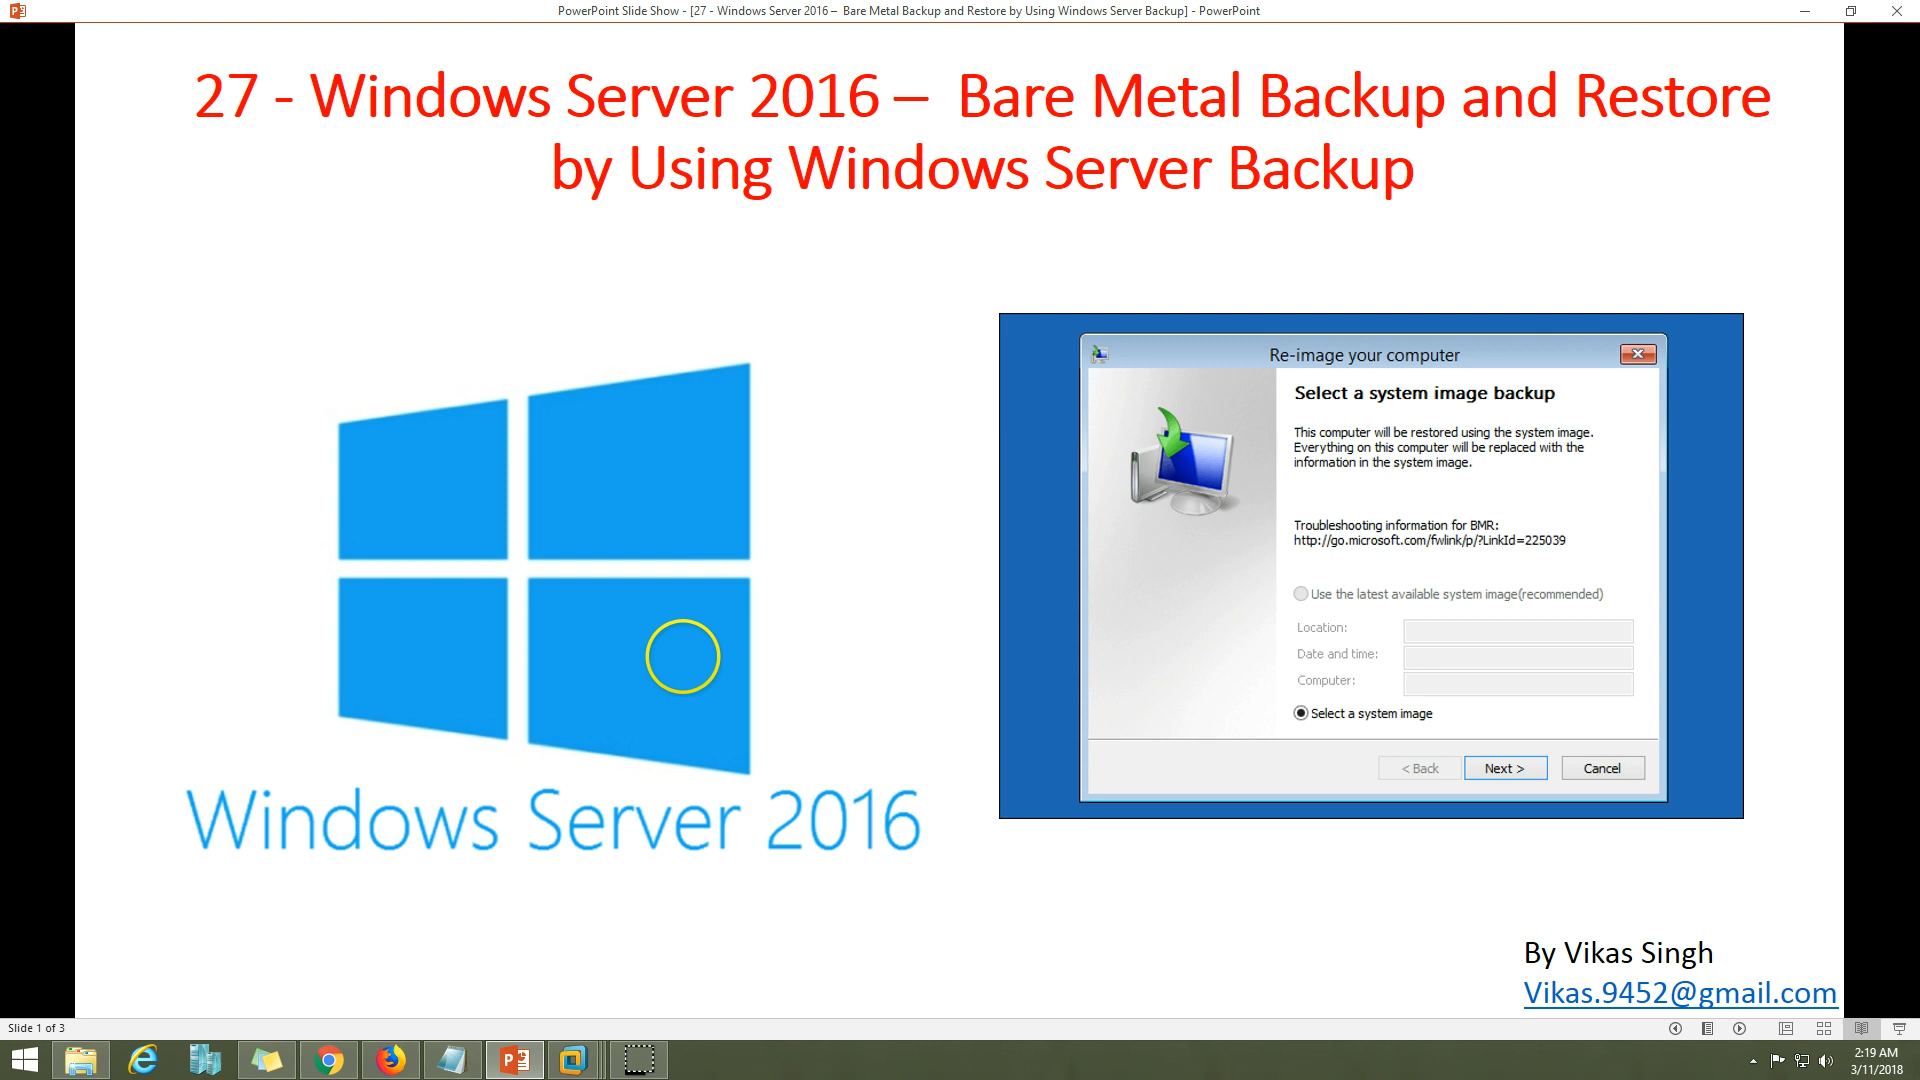 PowerPoint Slide Show - [27 - Windows Server 2016 – Bare Metal Backup and Restore by Using Windows Server Backup] - PowerPoint
27 - Windows Server 2016 – Bare Metal Backup and Restore
by Using Windows Server Backup
Windows Server 2016
Re-image your computer
Select a system image backup
This computer will be restored using the system image.
Everything on this computer will be replaced with the
information in the system image.
Troubleshooting information for BMR:
http://go.microsoft.com/fwlink/p/?LinkId=225039
Use the latest available system image(recommended)
Location:
Date and time:
Computer:
Select a system image
< Back
Next >
Cancel
By Vikas Singh
Vikas.9452@gmail.com
Slide 1 of 3
2:19 AM
3/11/2018